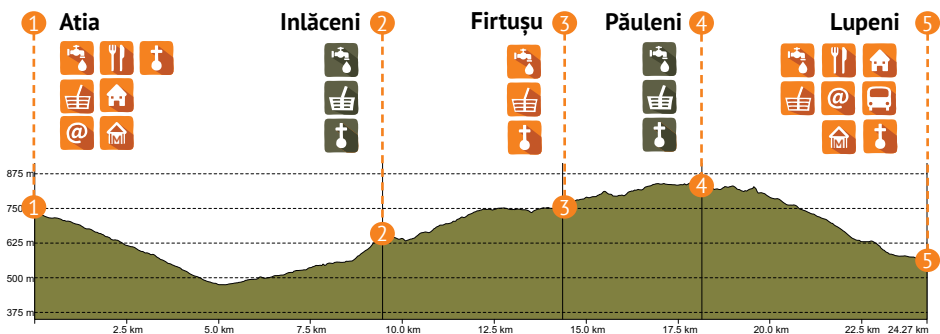 1 Atia Inlăceni 2 Firtușu 3 Păuleni 4 Lupeni 5
@ @
875 m
750 m
1 2 3 4 5
625 m
500 m
375 m
2.5 km 5.0 km 7.5 km 10.0 km 12.5 km 15.0 km 17.5 km 20.0 km 22.5 km 24.27 km